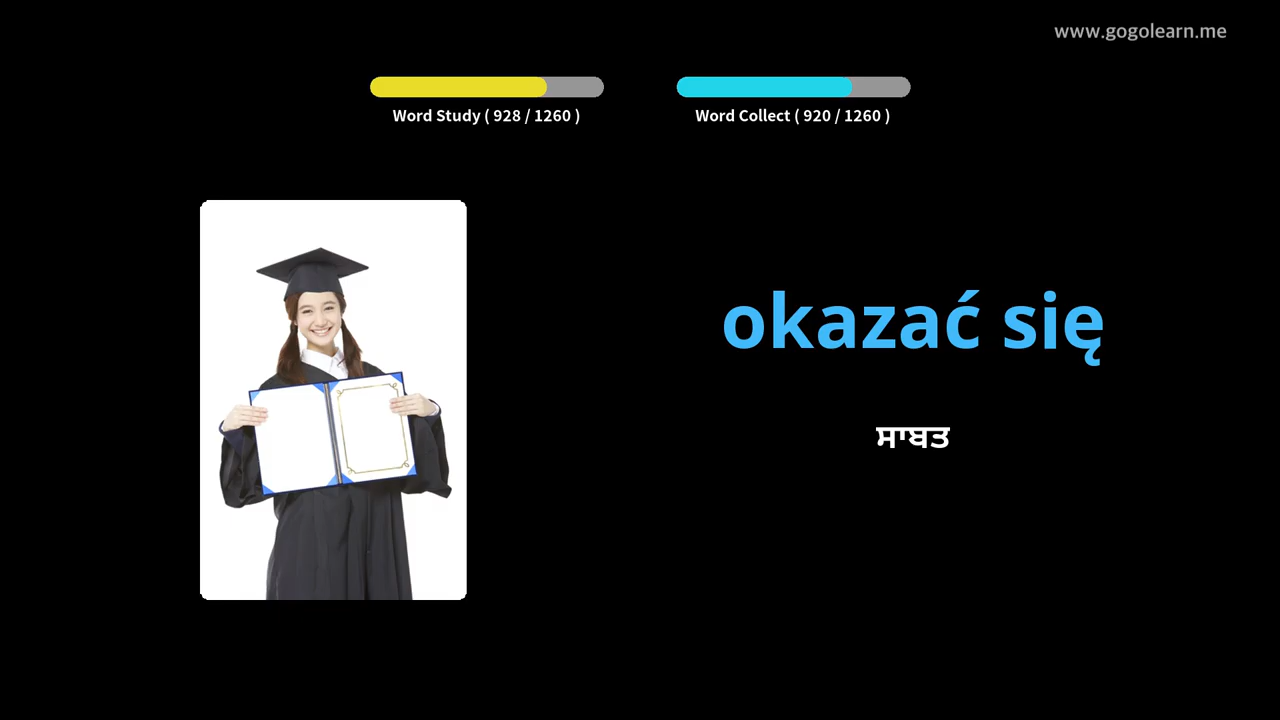 www.gogolearn.me
Word Study ( 928 / 1260 )
Word Collect ( 920 / 1260 )
okazać się
ਸਾਬਤ